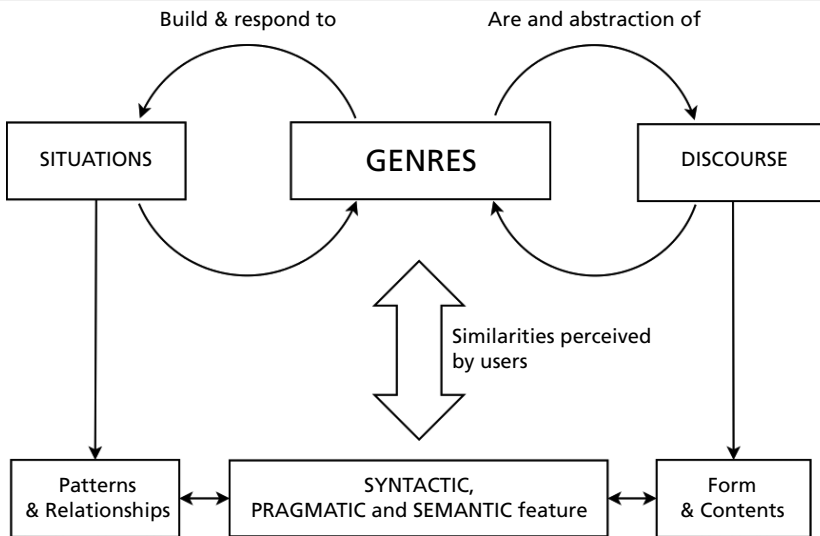 Build & respond to
Are and abstraction of
SITUATIONS
GENRES
DISCOURSE
Similarities perceived
by users
Patterns
& Relationships
SYNTACTIC,
PRAGMATIC and SEMANTIC feature
Form
& Contents